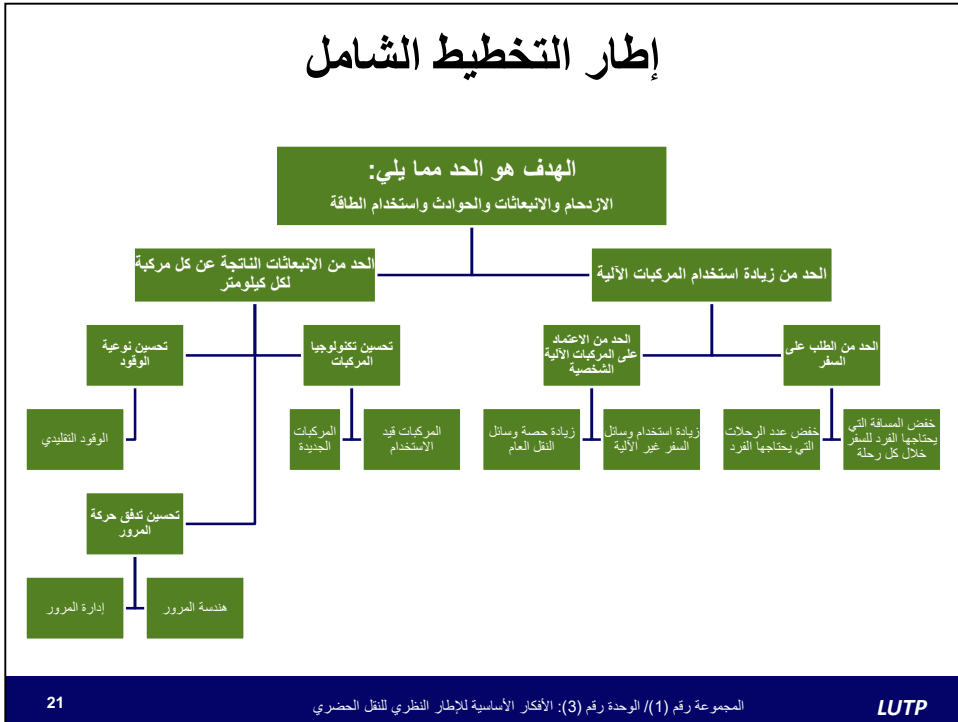 إطار التخطيط الشامل
الهدف هو الحد مما يلي:
الازدحام والانبعاثات والحوادث واستخدام الطاقة
الحد من زيادة استخدام المركبات الآلية
الحد من الانبعاثات الناتجة عن كل مركبة
لكل كيلومتر
الحد من الطلب على
السفر
الحد من الاعتماد
على المركبات الآلية
الشخصية
تحسين تكنولوجيا
المركبات
تحسين نوعية
الوقود
خفض المسافة التي
يحتاجها الفرد للسفر
خلال كل رحلة
خفض عدد الرحلات
التي يحتاجها الفرد
زيادة استخدام وسائل
السفر غير الآلية
زيادة حصة وسائل
النقل العام
المركبات قيد
الاستخدام
المركبات
الجديدة
الوقود التقليدي
تحسين تدفق حركة
المرور
هندسة المرور
إدارة المرور
LUTP
المجموعة رقم (1)/ الوحدة رقم (3): الأفكار الأساسية للإطار النظري للنقل الحضري
21